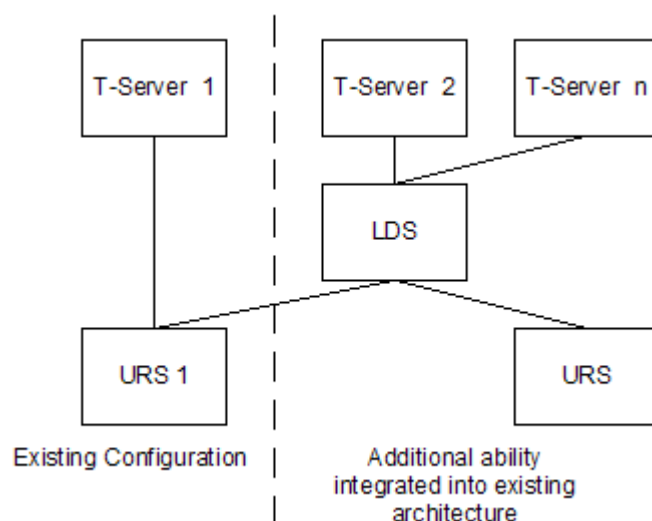 T-Server 1
T-Server 2
T-Server n
LDS
URS 1
URS
Existing Configuration
Additional ability
integrated into existing
architecture